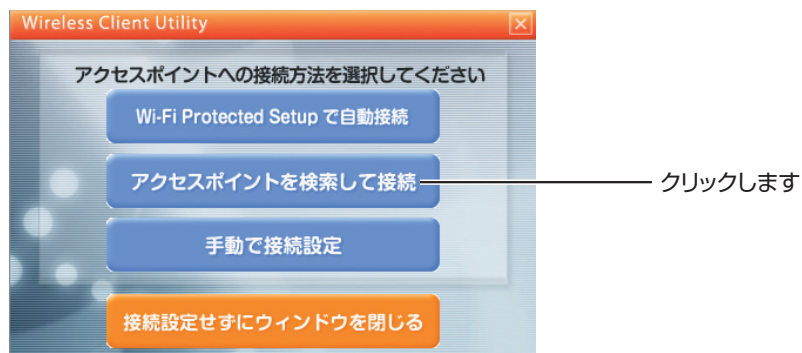 Wireless Client Utility
アクセスポイントへの接続方法を選択してください
Wi-Fi Protected Setup で自動接続
アクセスポイントを検索して接続
クリックします
手動で接続設定
接続設定せずにウィンドウを閉じる